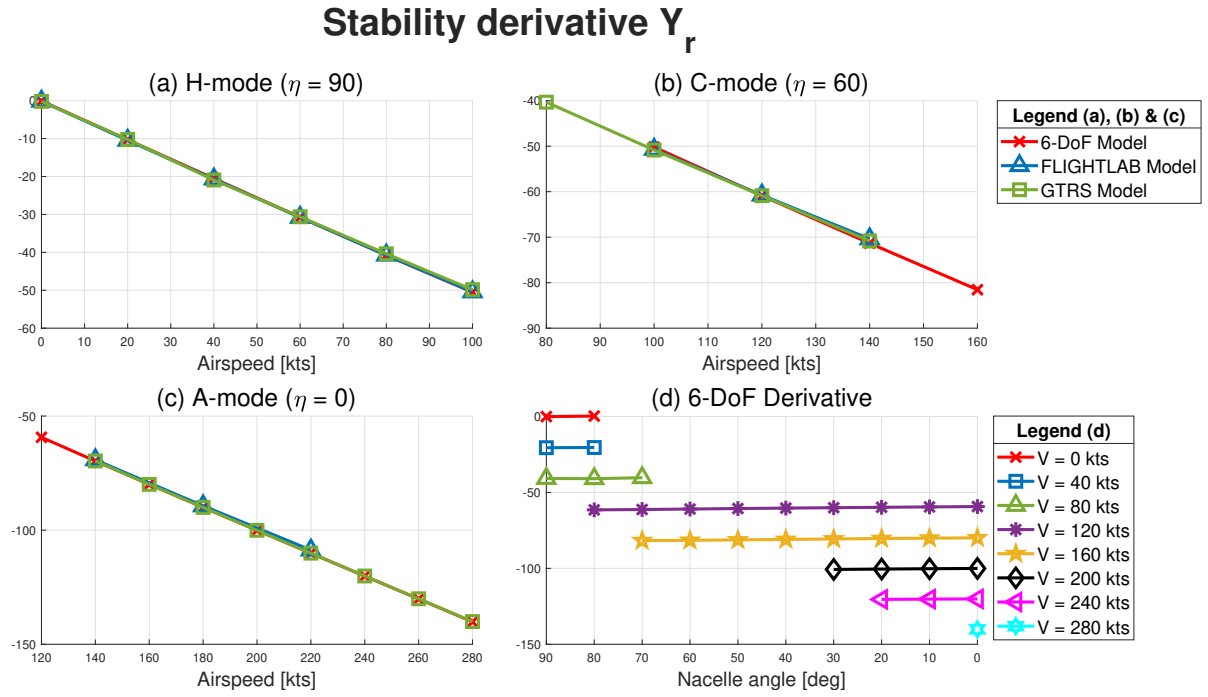 Stability derivative Y_r
(a) H-mode (η = 90)
0
-10
-20
-30
-40
-50
-60
0 10 20 30 40 50 60 70 80 90 100
Airspeed [kts]
(b) C-mode (η = 60)
-40
-50
-60
-70
-80
-90
80 90 100 110 120 130 140 150 160
Airspeed [kts]
Legend (a), (b) & (c)
6-DoF Model
FLIGHTLAB Model
GTRS Model
(c) A-mode (η = 0)
-50
-100
-150
120 140 160 180 200 220 240 260 280
Airspeed [kts]
(d) 6-DoF Derivative
0
-50
-100
-150
90 80 70 60 50 40 30 20 10 0
Nacelle angle [deg]
Legend (d)
V = 0 kts
V = 40 kts
V = 80 kts
V = 120 kts
V = 160 kts
V = 200 kts
V = 240 kts
V = 280 kts